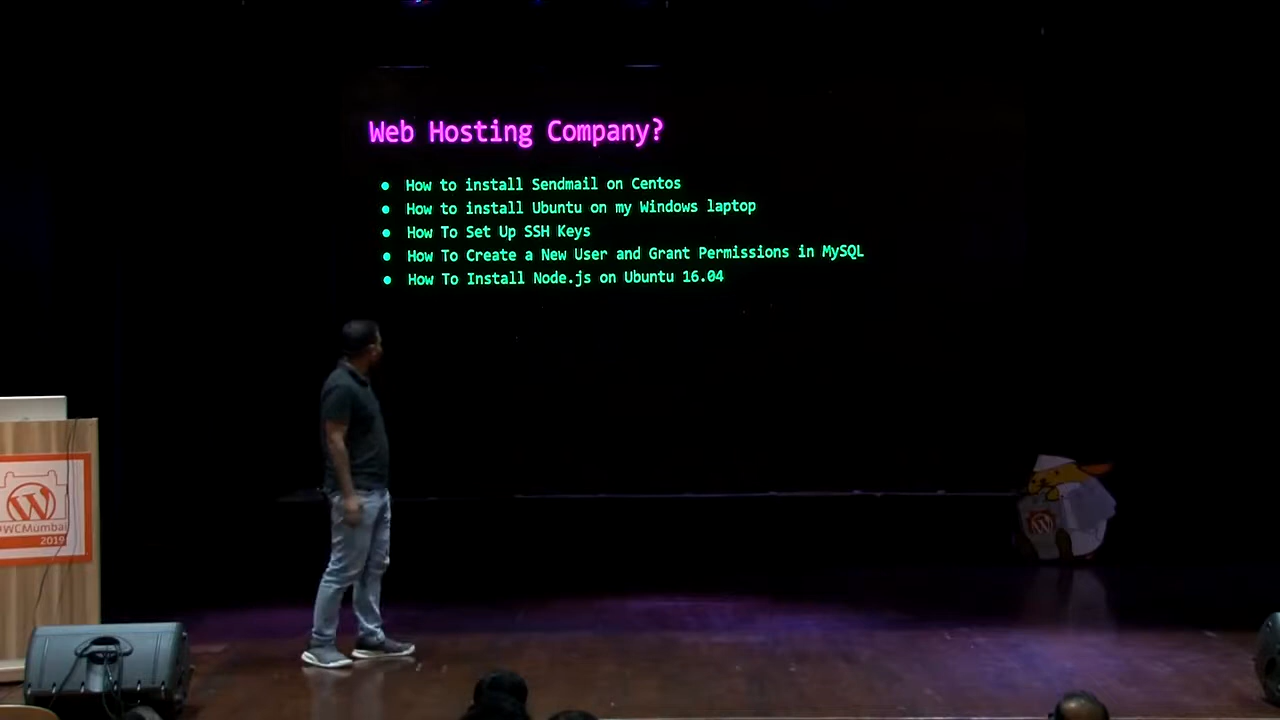 Web Hosting Company?
● How to install Sendmail on Centos
● How to install Ubuntu on my Windows laptop
● How To Set Up SSH Keys
● How To Create a New User and Grant Permissions in MySQL
● How To Install Node.js on Ubuntu 16.04
#WCMumbai
2019